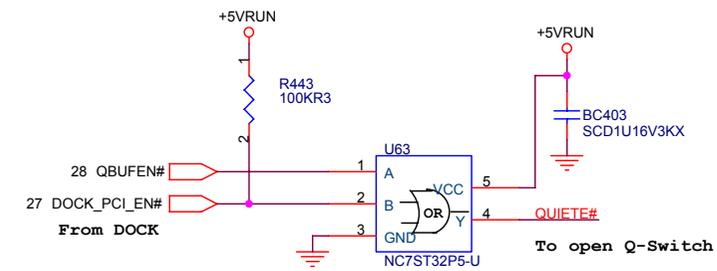 +5VRUN
+5VRUN
1
R443
100KR3
2
BC403
SCD1U16V3KX
U63
28 QBUFEN#
1
A
5
VCC
27 DOCK_PCI_EN#
2
B
OR
4
Y
QUIETE#
From DOCK
3
GND
To open Q-Switch
NC7ST32P5-U